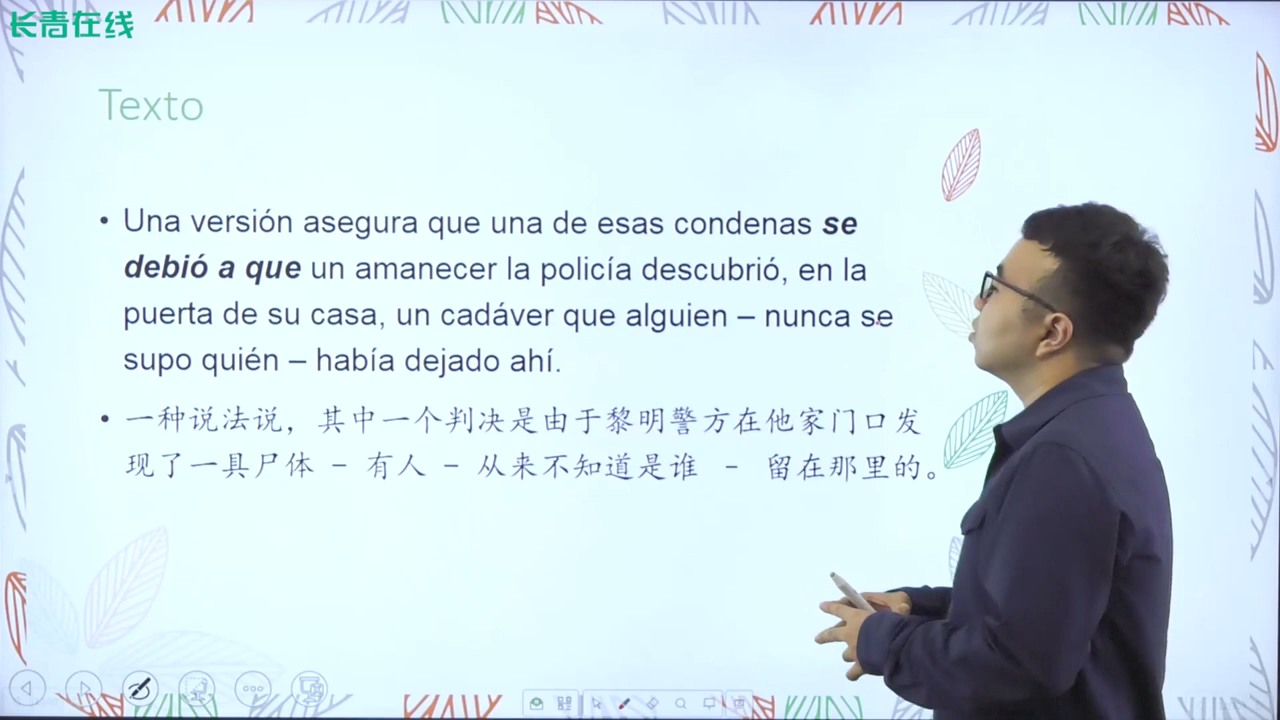 长青在线
Texto
• Una versión asegura que una de esas condenas se
debió a que un amanecer la policía descubrió, en la
puerta de su casa, un cadáver que alguien – nunca se
supo quién – había dejado ahí.
• 一种说法说，其中一个判决是由于黎明警方在他家门口发
现了一具尸体 – 有人 – 从来不知道是谁 – 留在那里的。